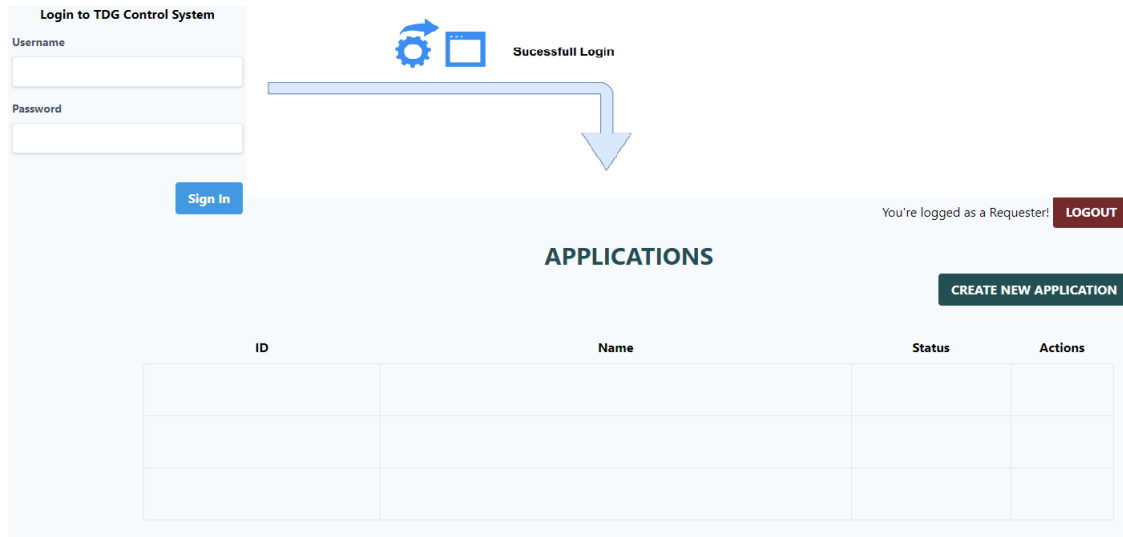 Login to TDG Control System
Username
Sucessfull Login
Password
Sign In
You're logged as a Requester! LOGOUT
APPLICATIONS
CREATE NEW APPLICATION
ID Name Status Actions